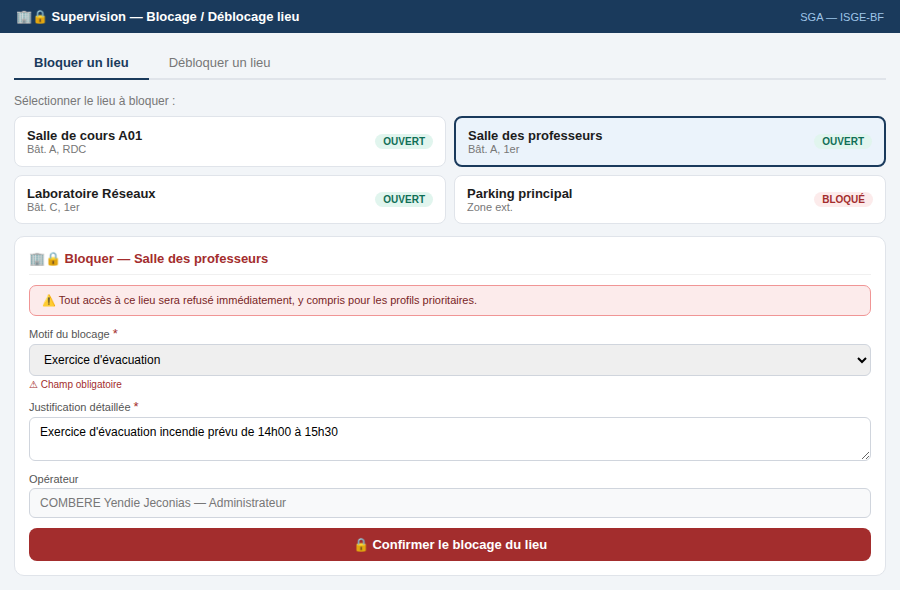 🏢🔒 Supervision — Blocage / Déblocage lieu
SGA — ISGE-BF
Bloquer un lieu
Débloquer un lieu
Sélectionner le lieu à bloquer :
Salle de cours A01
Bât. A, RDC
OUVERT
Salle des professeurs
Bât. A, 1er
OUVERT
Laboratoire Réseaux
Bât. C, 1er
OUVERT
Parking principal
Zone ext.
BLOQUÉ
🏢🔒 Bloquer — Salle des professeurs
⚠️ Tout accès à ce lieu sera refusé immédiatement, y compris pour les profils prioritaires.
Motif du blocage *
Exercice d'évacuation
⚠ Champ obligatoire
Justification détaillée *
Exercice d'évacuation incendie prévu de 14h00 à 15h30
Opérateur
COMBERE Yendie Jeconias — Administrateur
🔒 Confirmer le blocage du lieu